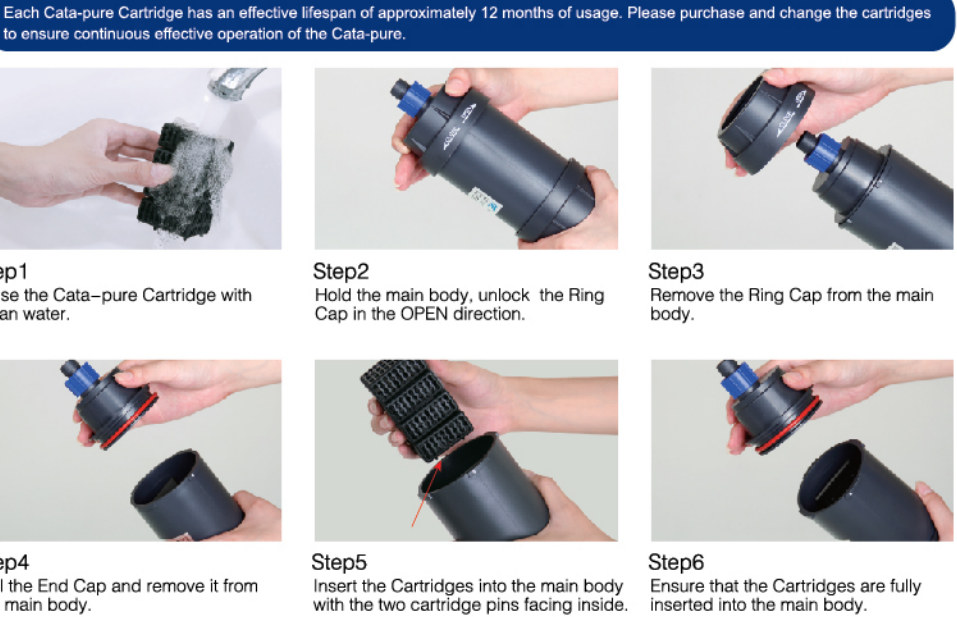 Each Cata-pure Cartridge has an effective lifespan of approximately 12 months of usage. Please purchase and change the cartridges
to ensure continuous effective operation of the Cata-pure.
ep1
se the Cata-pure Cartridge with
an water.
Step2
Hold the main body, unlock the Ring
Cap in the OPEN direction.
Step3
Remove the Ring Cap from the main
body.
ep4
l the End Cap and remove it from
main body.
Step5
Insert the Cartridges into the main body
with the two cartridge pins facing inside.
Step6
Ensure that the Cartridges are fully
inserted into the main body.